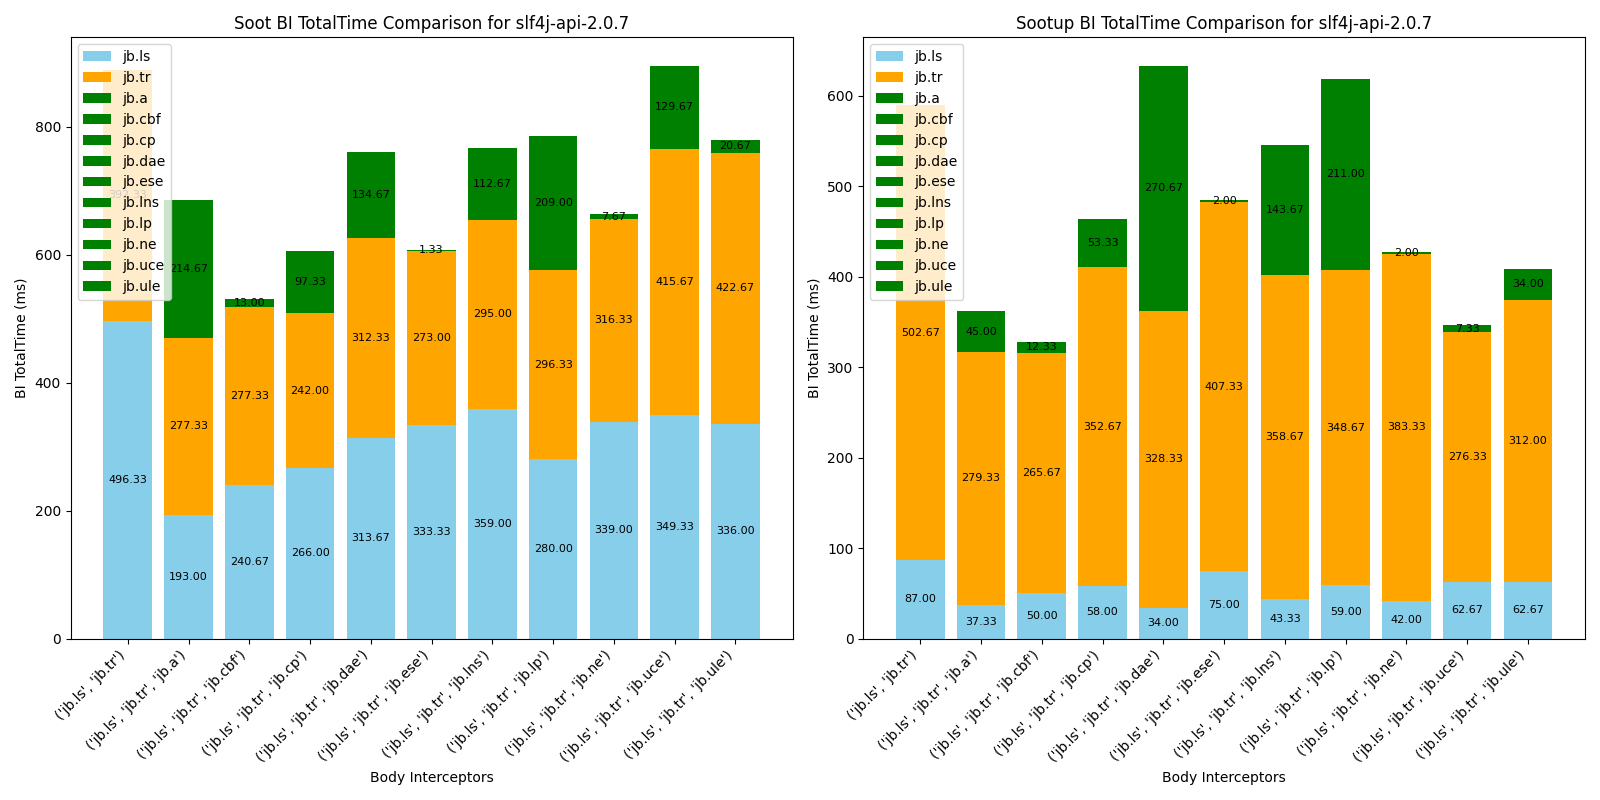 Soot BI TotalTime Comparison for slf4j-api-2.0.7
BI TotalTime (ms)
800
600
400
200
0
jb.ls
jb.tr
jb.a
jb.cbf
jb.cp
jb.dae
jb.ese
jb.lns
jb.lp
jb.ne
jb.uce
jb.ule
392.33
496.33
214.67
277.33
193.00
13.00
277.33
240.67
97.33
242.00
266.00
134.67
312.33
313.67
1.33
273.00
333.33
112.67
295.00
359.00
209.00
296.33
280.00
7.67
316.33
339.00
129.67
415.67
349.33
20.67
422.67
336.00
('jb.ls', 'jb.tr')
('jb.ls', 'jb.tr', 'jb.a')
('jb.ls', 'jb.tr', 'jb.cbf')
('jb.ls', 'jb.tr', 'jb.cp')
('jb.ls', 'jb.tr', 'jb.dae')
('jb.ls', 'jb.tr', 'jb.ese')
('jb.ls', 'jb.tr', 'jb.lns')
('jb.ls', 'jb.tr', 'jb.lp')
('jb.ls', 'jb.tr', 'jb.ne')
('jb.ls', 'jb.tr', 'jb.uce')
('jb.ls', 'jb.tr', 'jb.ule')
Body Interceptors
Sootup BI TotalTime Comparison for slf4j-api-2.0.7
BI TotalTime (ms)
600
500
400
300
200
100
0
jb.ls
jb.tr
jb.a
jb.cbf
jb.cp
jb.dae
jb.ese
jb.lns
jb.lp
jb.ne
jb.uce
jb.ule
502.67
87.00
45.00
279.33
37.33
12.33
265.67
50.00
53.33
352.67
58.00
270.67
328.33
34.00
2.00
407.33
75.00
143.67
358.67
43.33
211.00
348.67
59.00
2.00
383.33
42.00
7.33
276.33
62.67
34.00
312.00
62.67
('jb.ls', 'jb.tr')
('jb.ls', 'jb.tr', 'jb.a')
('jb.ls', 'jb.tr', 'jb.cbf')
('jb.ls', 'jb.tr', 'jb.cp')
('jb.ls', 'jb.tr', 'jb.dae')
('jb.ls', 'jb.tr', 'jb.ese')
('jb.ls', 'jb.tr', 'jb.lns')
('jb.ls', 'jb.tr', 'jb.lp')
('jb.ls', 'jb.tr', 'jb.ne')
('jb.ls', 'jb.tr', 'jb.uce')
('jb.ls', 'jb.tr', 'jb.ule')
Body Interceptors